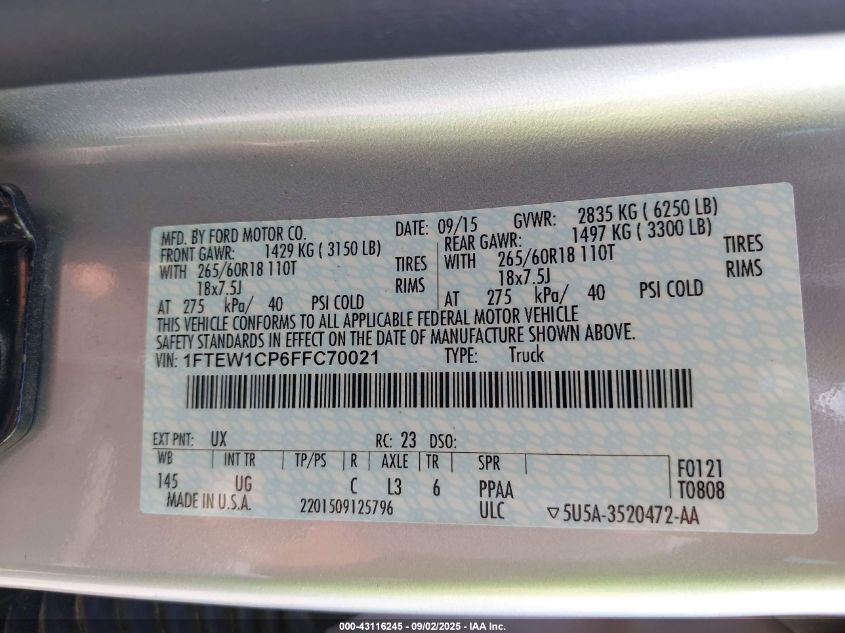 MFD. BY FORD MOTOR CO. DATE: 09/15 GVWR: 2835 KG ( 6250 LB)
FRONT GAWR: 1429 KG ( 3150 LB) REAR GAWR: 1497 KG ( 3300 LB)
WITH 265/60R18 110T TIRES WITH 265/60R18 110T TIRES
18x7.5J RIMS 18x7.5J RIMS
AT 275 kPa/ 40 PSI COLD AT 275 kPa/ 40 PSI COLD
THIS VEHICLE CONFORMS TO ALL APPLICABLE FEDERAL MOTOR VEHICLE
SAFETY STANDARDS IN EFFECT ON THE DATE OF MANUFACTURE SHOWN ABOVE.
VIN: 1FTEW1CP6FFC70021 TYPE: Truck
EXT PNT: UX RC: 23 DSO:
WB INT TR TP/PS R AXLE TR SPR F0121
145 UG C L3 6 PPAA T0808
MADE IN U.S.A. 2201509125796 ULC ▽5U5A-3520472-AA
000-43116245 - 09/02/2025 - IAA Inc.